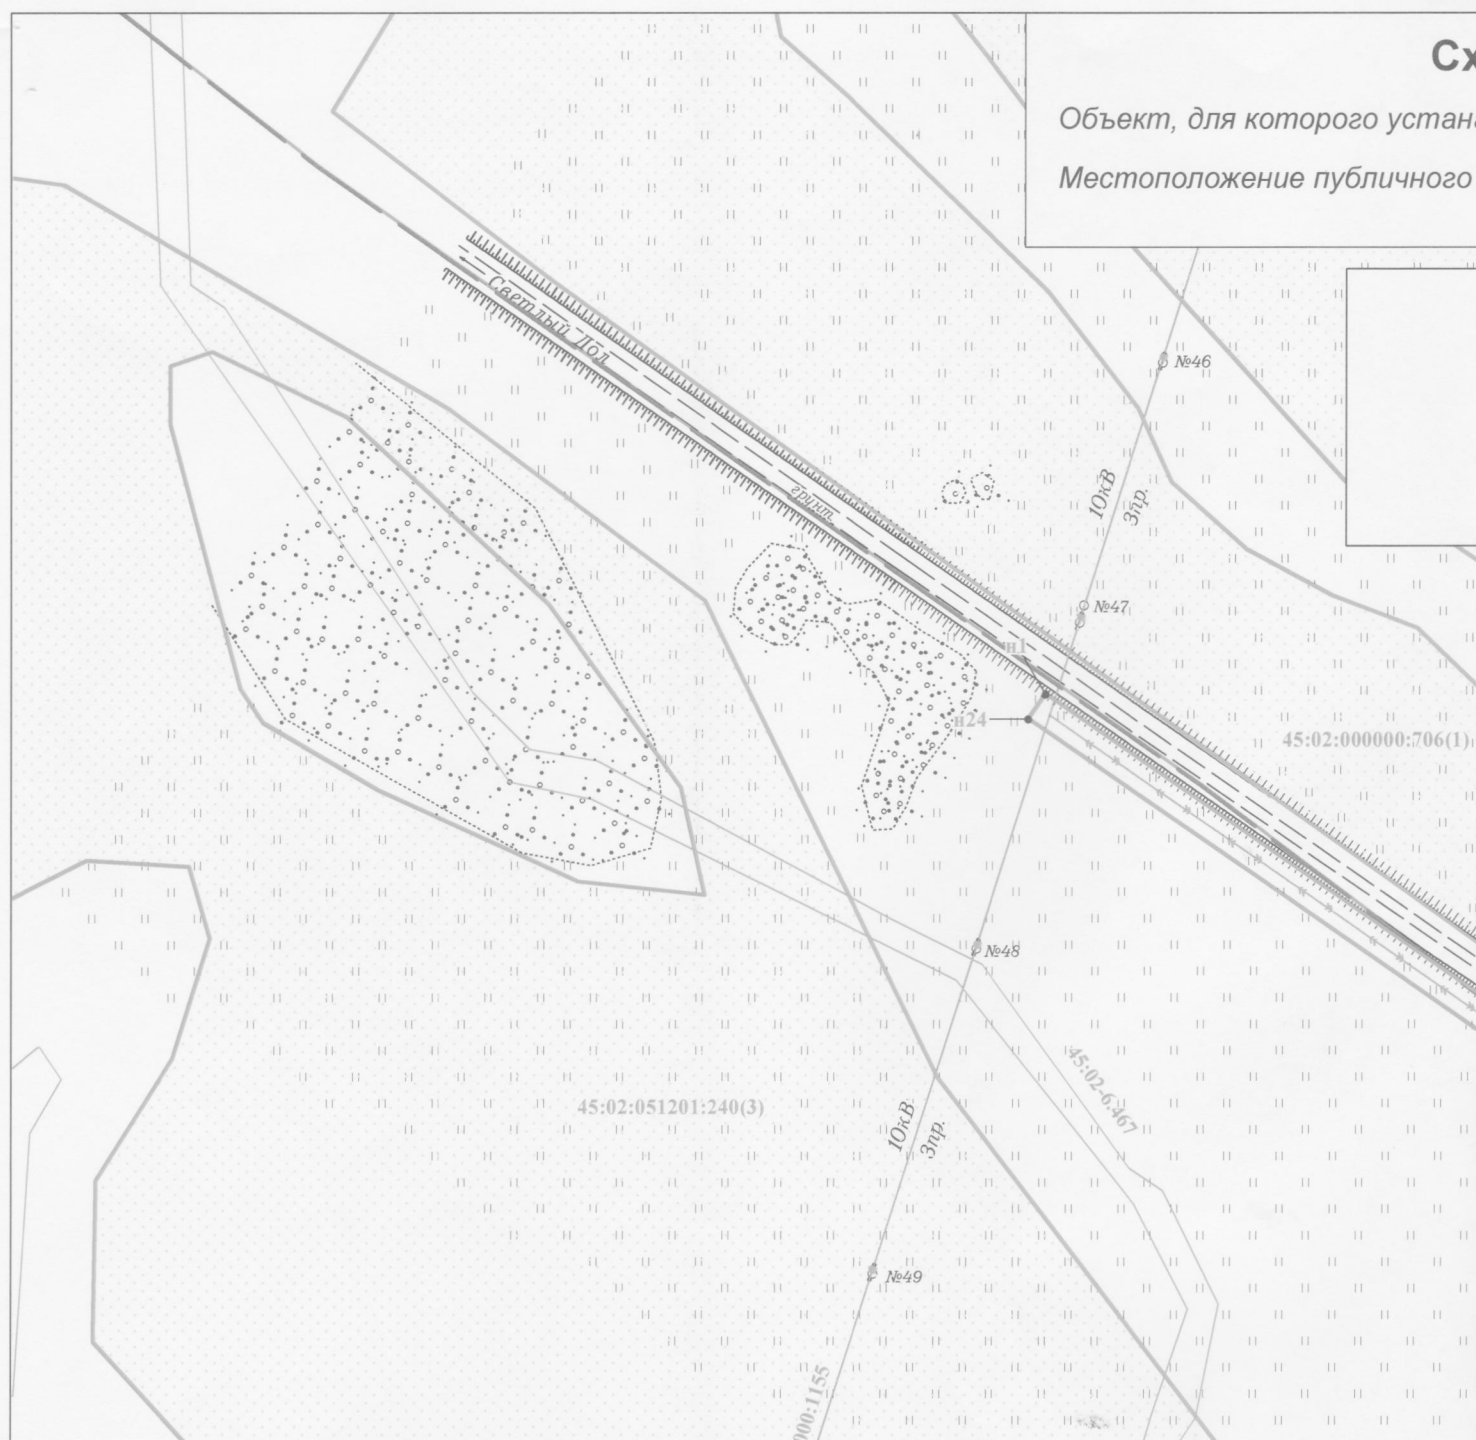 Сх
Объект, для которого устан
Местоположение публичного
Светлый Дол
№46
10кВ
3пр.
грунт.
№47
н1
н24
45:02:000000:706(1)
№48
45:02-6.467
45:02:051201:240(3)
10кВ
3пр.
№49
000:1155